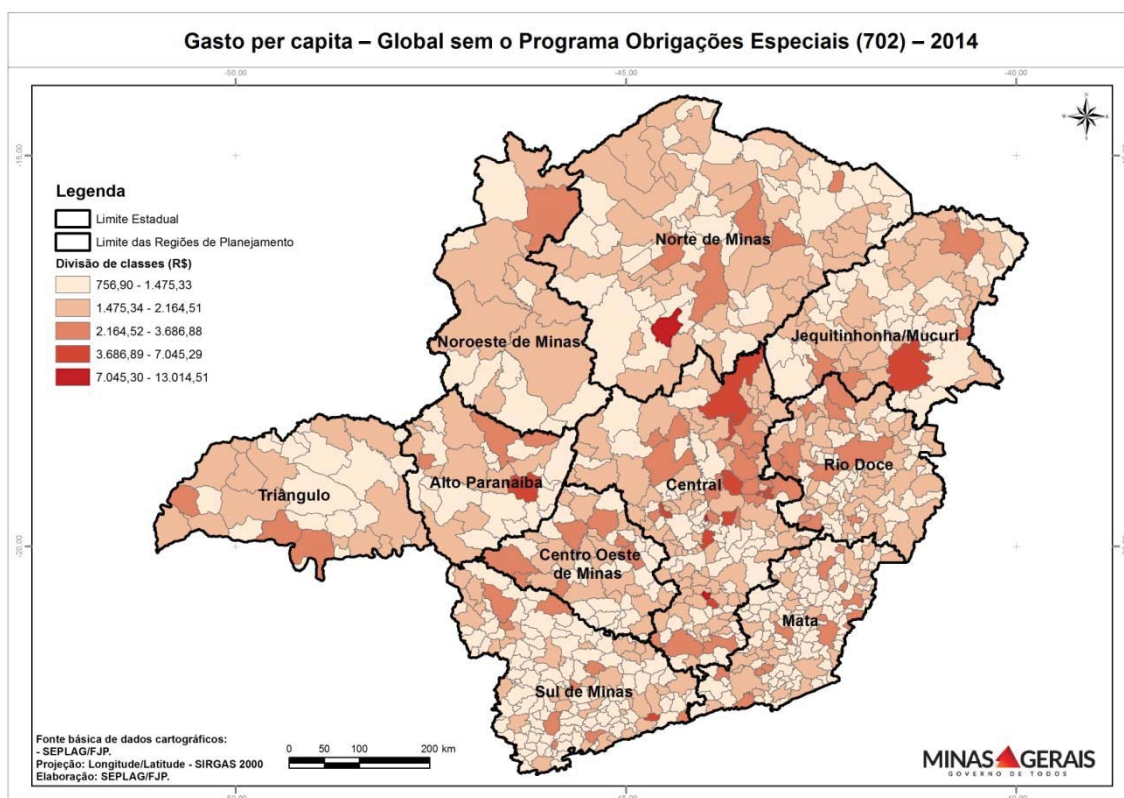 Gasto per capita – Global sem o Programa Obrigações Especiais (702) – 2014
-50,00
-45,00
-40,00
-15,00
Legenda
Limite Estadual
Limite das Regiões de Planejamento
Divisão de classes (R$)
756,90 - 1.475,33
1.475,34 - 2.164,51
2.164,52 - 3.686,88
3.686,89 - 7.045,29
7.045,30 - 13.014,51
Norte de Minas
Noroeste de Minas
Jequitinhonha/Mucuri
Triângulo
Alto Paranaíba
Central
Rio Doce
-20,00
Centro Oeste
de Minas
Mata
Sul de Minas
Fonte básica de dados cartográficos:
- SEPLAG/FJP.
Projeção: Longitude/Latitude - SIRGAS 2000
Elaboração: SEPLAG/FJP.
0 50 100 200 km
MINAS GERAIS
GOVERNO DE TODOS